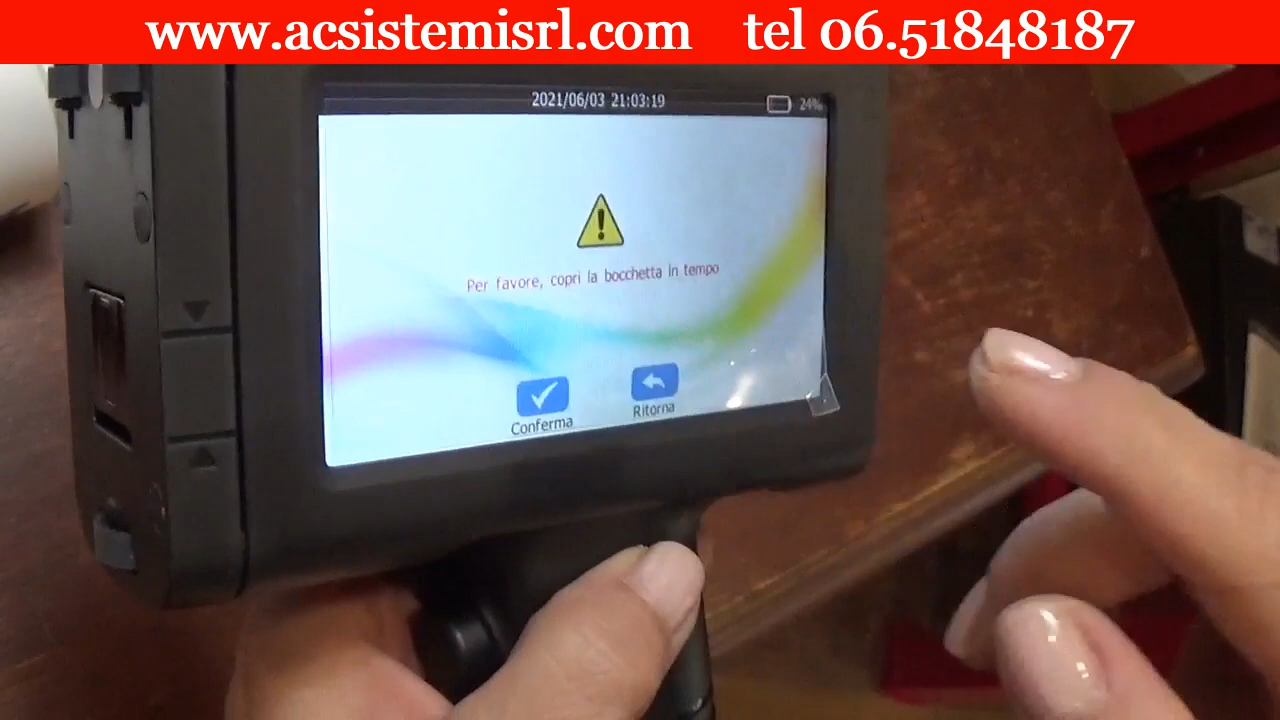 www.acsistemisrl.com tel 06.51848187
2021/06/03 21:03:19 24%
Per favore, copri la bocchetta in tempo
Conferma Ritorna